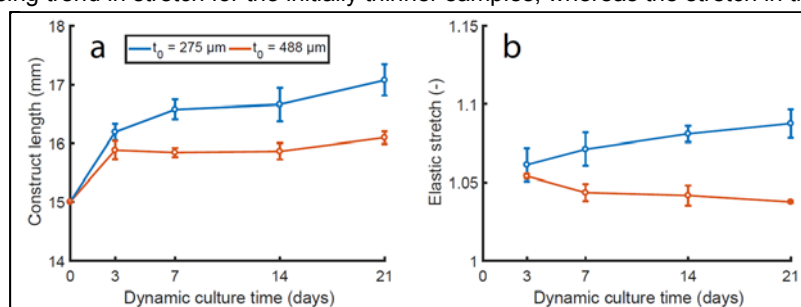 ing trend in stretch for the initially thinner samples, whereas the stretch in t
a
t₀ = 275 μm
t₀ = 488 μm
Construct length (mm)
18
17
16
15
14
0
3
7
14
21
Dynamic culture time (days)
b
Elastic stretch (-)
1.15
1.1
1.05
1
0
3
7
14
21
Dynamic culture time (days)